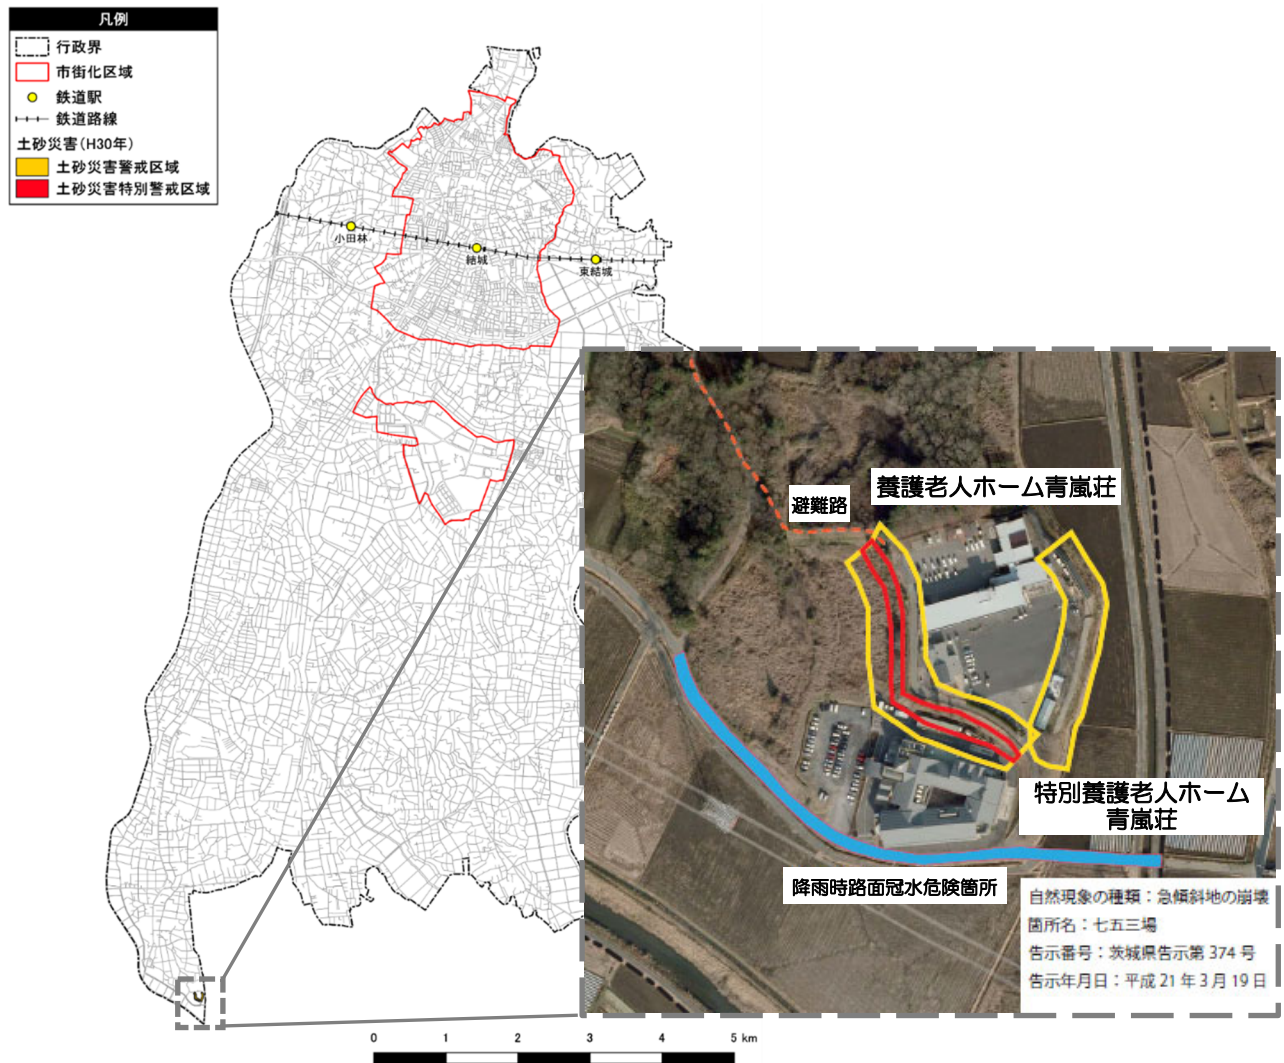 凡例
行政界
市街化区域
鉄道駅
鉄道路線
土砂災害(H30年)
土砂災害警戒区域
土砂災害特別警戒区域
小田林
結城
東結城
避難路
養護老人ホーム青嵐荘
特別養護老人ホーム
青嵐荘
降雨時路面冠水危険箇所
自然現象の種類：急傾斜地の崩壊
箇所名：七五三場
告示番号：茨城県告示第 374 号
告示年月日：平成 21 年 3 月 19 日
0 1 2 3 4 5 km